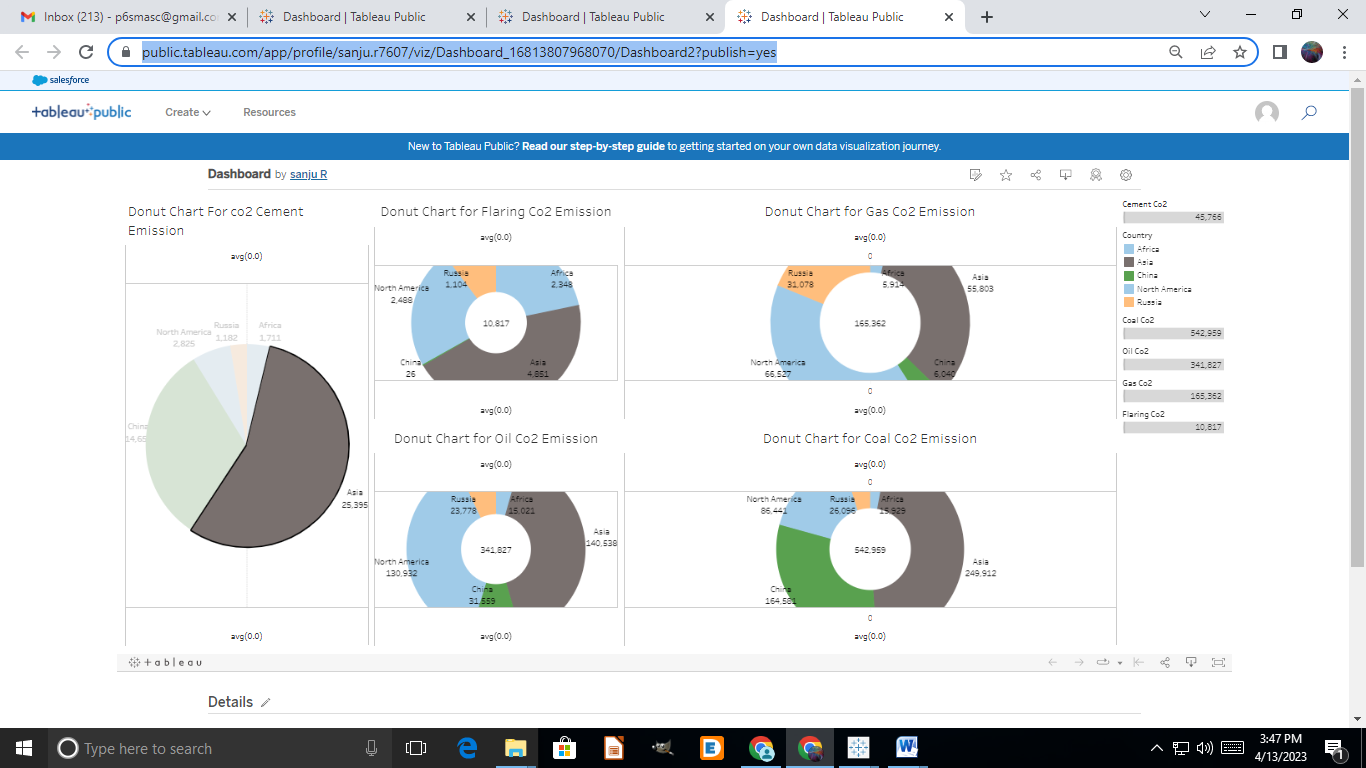 Inbox (213) - p6smasc@gmail.co
Dashboard | Tableau Public
Dashboard | Tableau Public
Dashboard | Tableau Public
public.tableau.com/app/profile/sanju.r7607/viz/Dashboard_16813807968070/Dashboard2?publish=yes
salesforce
+ableau+public
Create
Resources
New to Tableau Public? Read our step-by-step guide to getting started on your own data visualization journey.
Dashboard by sanju R
Donut Chart For co2 Cement
Emission
avg(0.0)
North America
2,825
Russia
1,182
Africa
1,711
China
14,65
Asia
25,395
avg(0.0)
Donut Chart for Flaring Co2 Emission
avg(0.0)
Russia
1,104
Africa
2,348
North America
2,488
10,817
China
26
Asia
4,851
avg(0.0)
Donut Chart for Gas Co2 Emission
avg(0.0)
0
Russia
31,078
Africa
5,914
Asia
55,803
165,362
North America
66,527
China
6,040
0
avg(0.0)
Donut Chart for Oil Co2 Emission
avg(0.0)
Russia
23,778
Africa
15,021
Asia
140,538
341,827
North America
130,932
China
31,559
avg(0.0)
Donut Chart for Coal Co2 Emission
avg(0.0)
0
North America
86,441
Russia
26,096
Africa
15,929
542,959
Asia
249,912
China
164,581
0
avg(0.0)
Cement Co2
45,766
Country
Africa
Asia
China
North America
Russia
Coal Co2
542,959
Oil Co2
341,827
Gas Co2
165,362
Flaring Co2
10,817
+ableau
Details
Type here to search
3:47 PM
4/13/2023
1